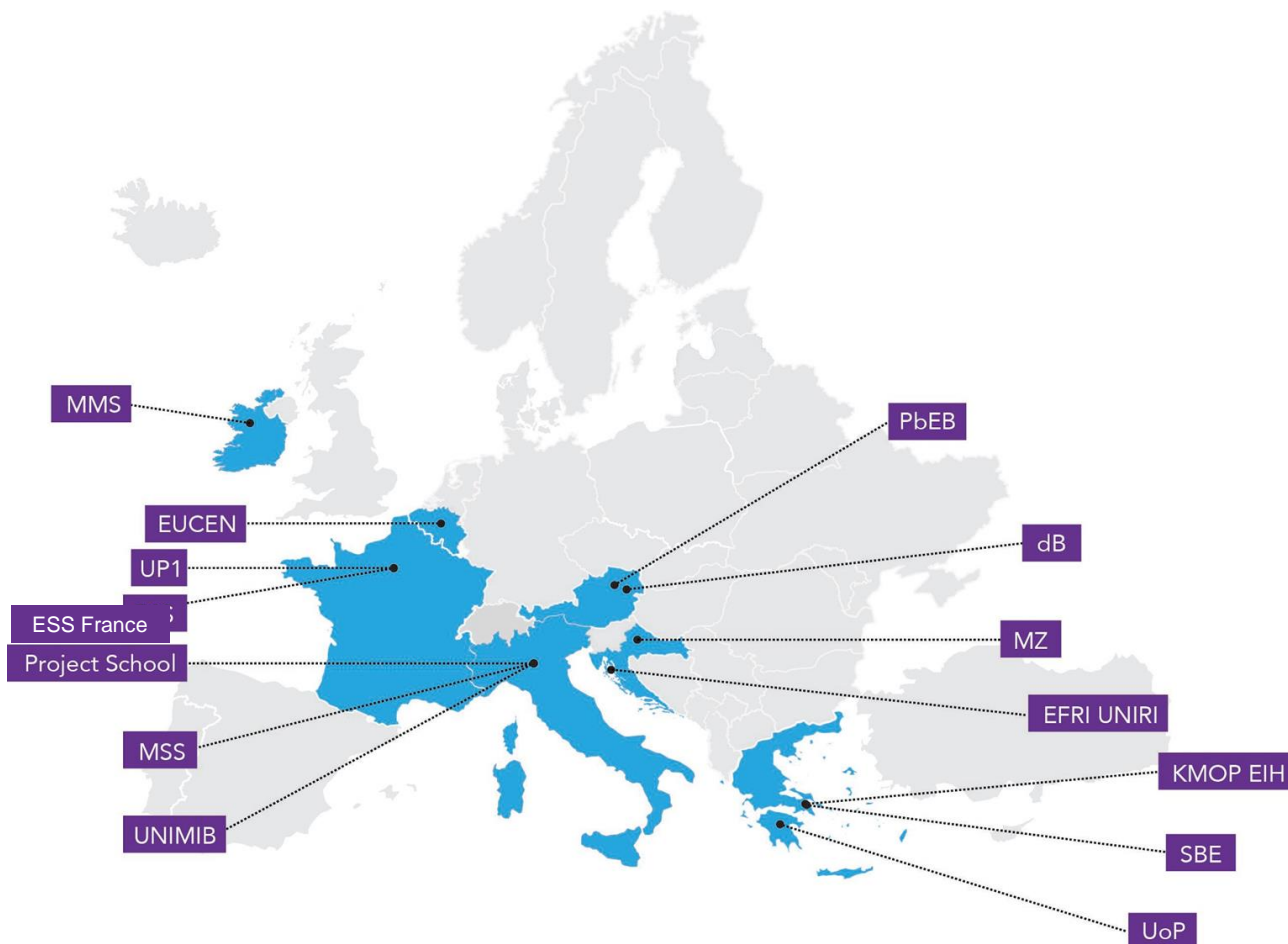 MMS
PbEB
EUCEN
dB
UP1
ESS France
MZ
Project School
EFRI UNIRI
MSS
KMOP EIH
UNIMIB
SBE
UoP